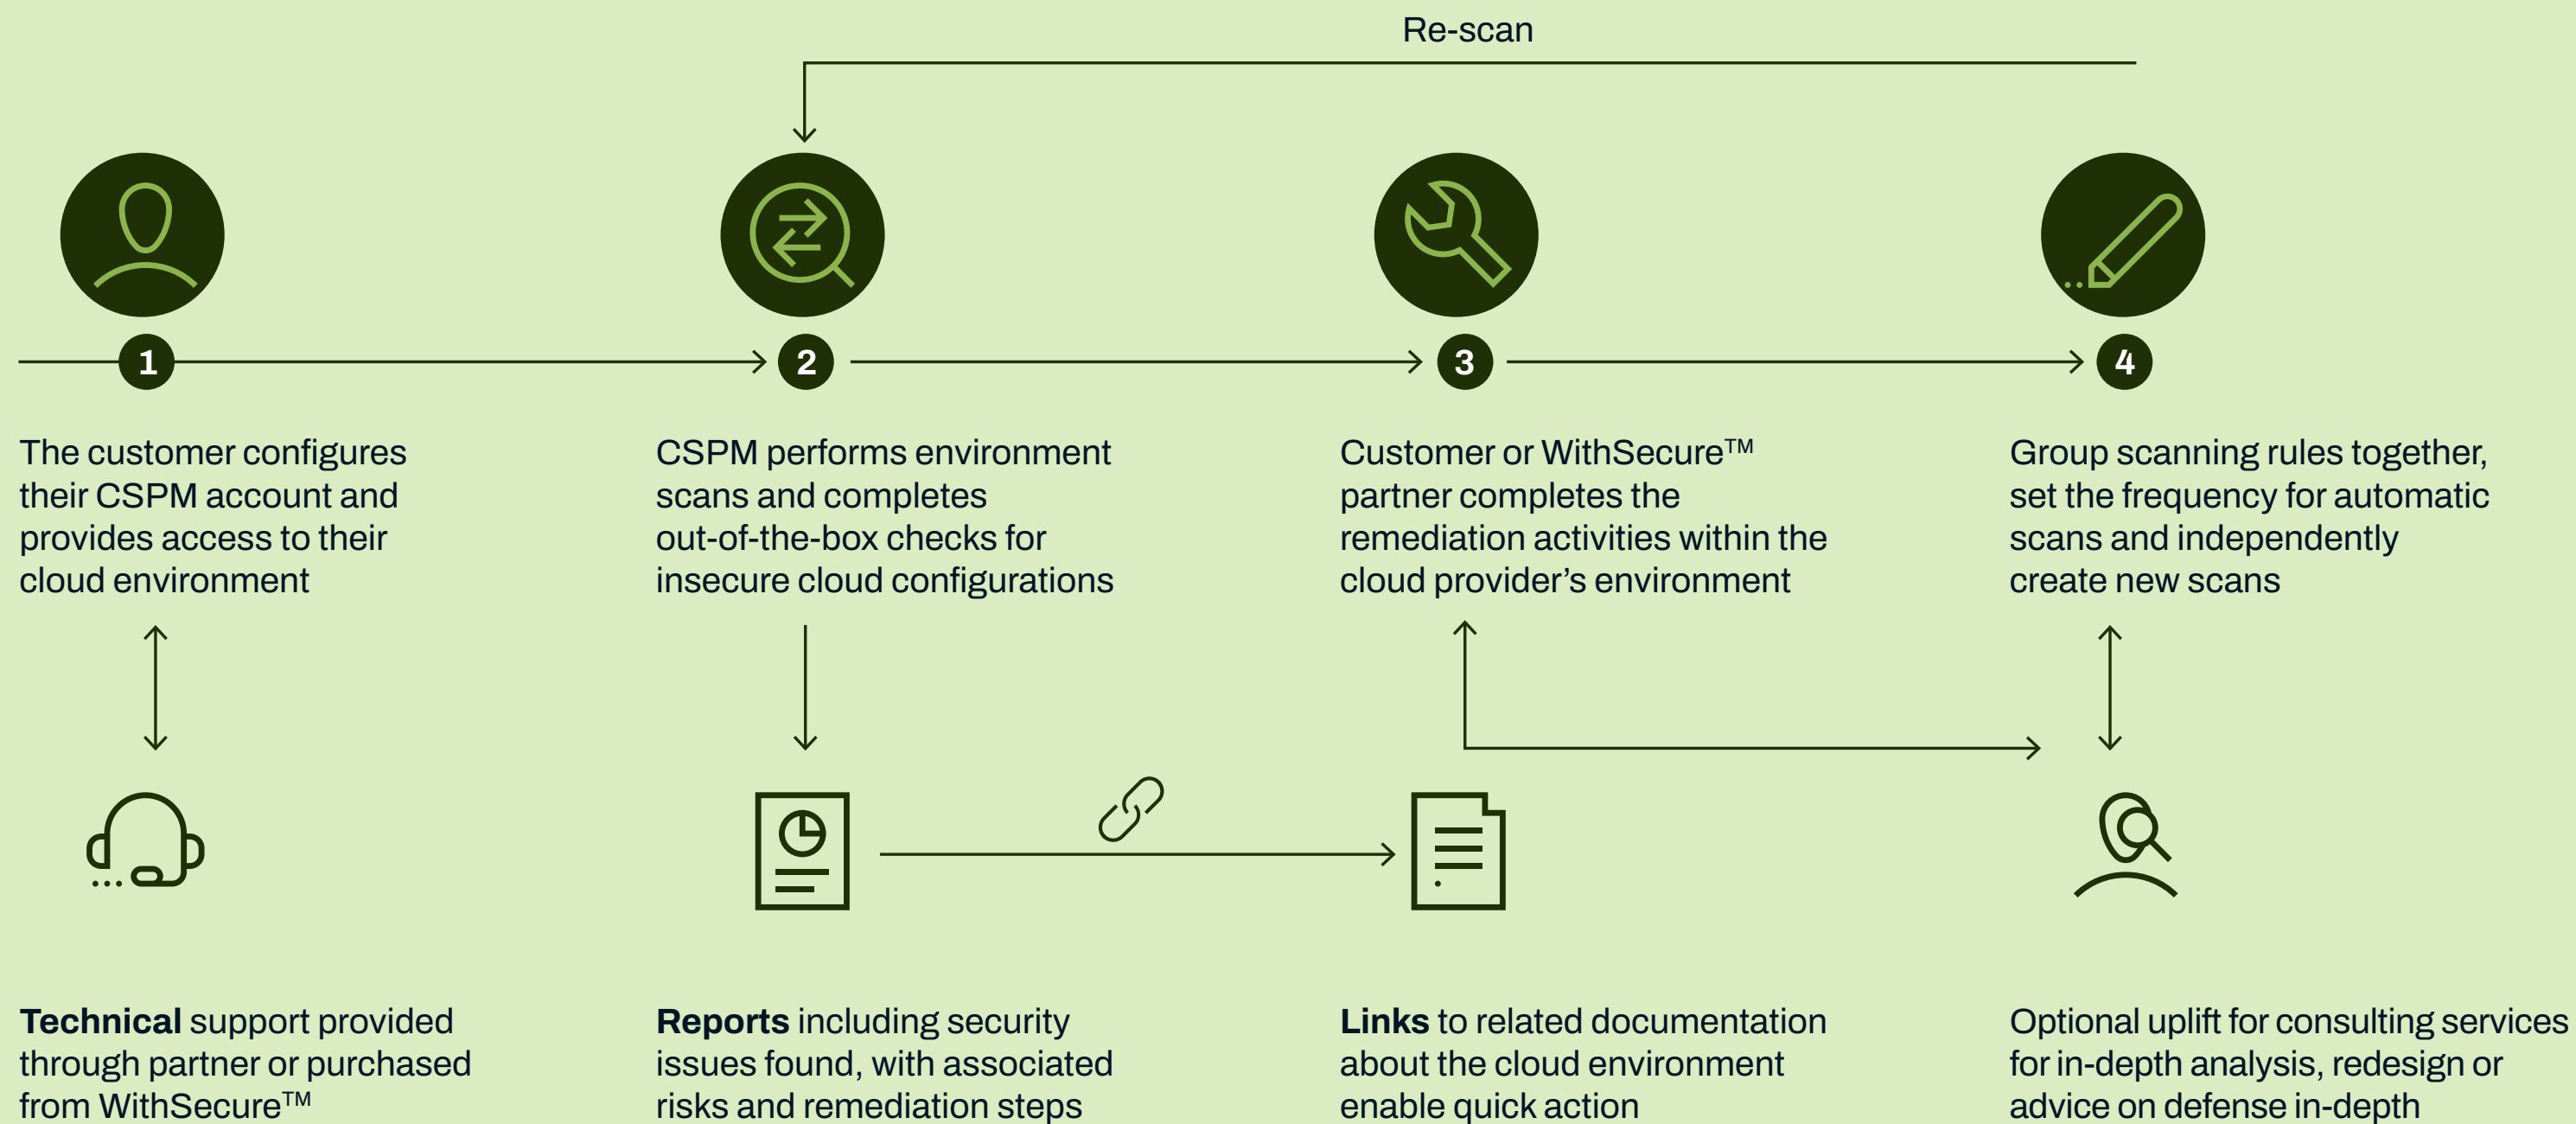 Re-scan
1
2
3
4
The customer configures
their CSPM account and
provides access to their
cloud environment
CSPM performs environment
scans and completes
out-of-the-box checks for
insecure cloud configurations
Customer or WithSecure™
partner completes the
remediation activities within the
cloud provider’s environment
Group scanning rules together,
set the frequency for automatic
scans and independently
create new scans
Technical support provided
through partner or purchased
from WithSecure™
Reports including security
issues found, with associated
risks and remediation steps
Links to related documentation
about the cloud environment
enable quick action
Optional uplift for consulting services
for in-depth analysis, redesign or
advice on defense in-depth